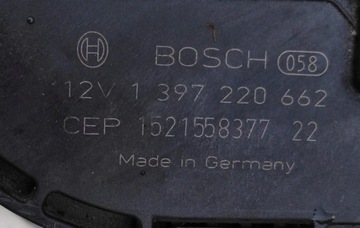 BOSCH 058
12V 1 397 220 662
CEP 1521558377 22
Made in Germany